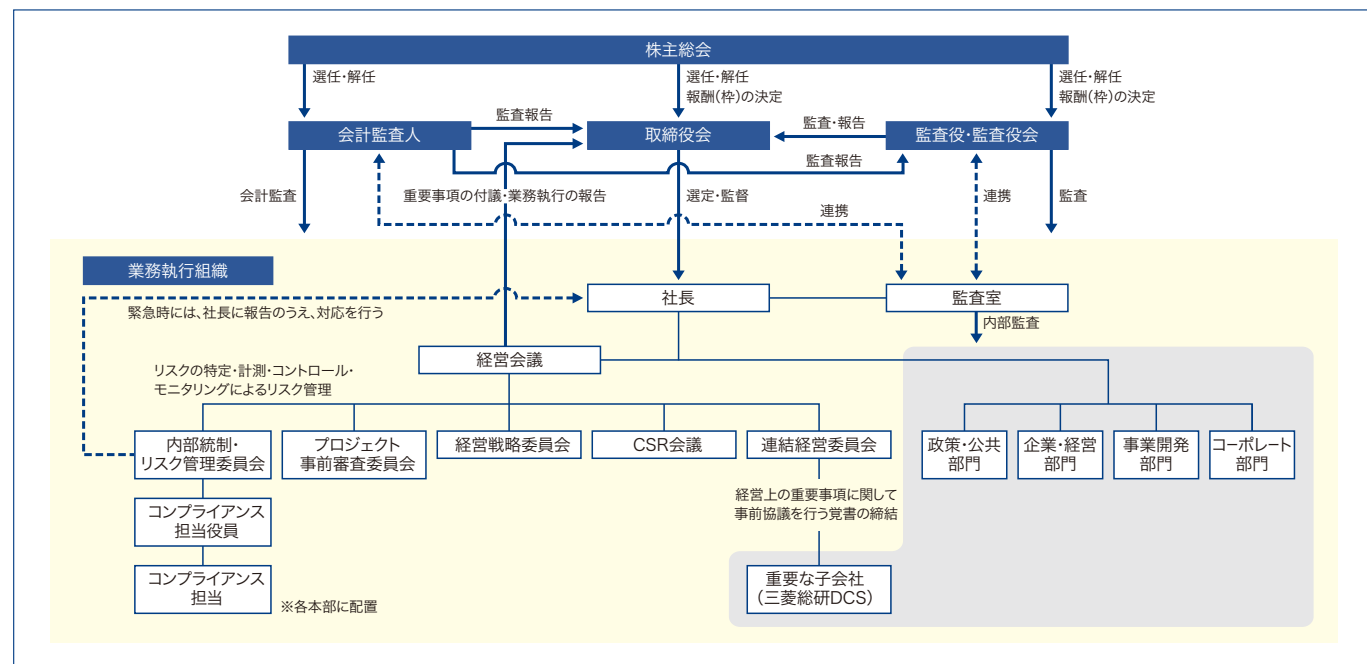 株主総会
選任・解任
選任・解任
報酬(枠)の決定
選任・解任
報酬(枠)の決定
監査報告
監査・報告
会計監査人
取締役会
監査役・監査役会
監査報告
会計監査
重要事項の付議・業務執行の報告
選定・監督
連携
連携
監査
業務執行組織
社長
監査室
緊急時には、社長に報告のうえ、対応を行う
内部監査
経営会議
リスクの特定・計測・コントロール・
モニタリングによるリスク管理
内部統制・
リスク管理委員会
プロジェクト
事前審査委員会
経営戦略委員会
CSR会議
連結経営委員会
政策・公共
部門
企業・経営
部門
事業開発
部門
コーポレート
部門
経営上の重要事項に関して
事前協議を行う覚書の締結
コンプライアンス
担当役員
コンプライアンス
担当
※各本部に配置
重要な子会社
(三菱総研DCS)